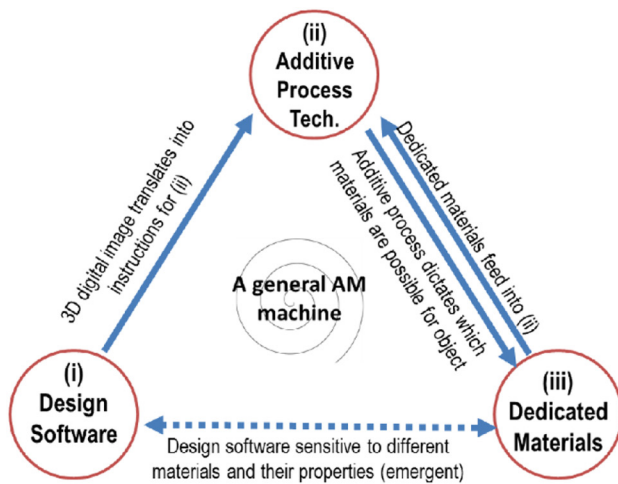 (ii)
Additive
Process
Tech.
3D digital image translates into
instructions for (ii)
Dedicated materials feed into (ii)
Additive process dictates which
materials are possible for object
A general AM
machine
(i)
Design
Software
(iii)
Dedicated
Materials
Design software sensitive to different
materials and their properties (emergent)